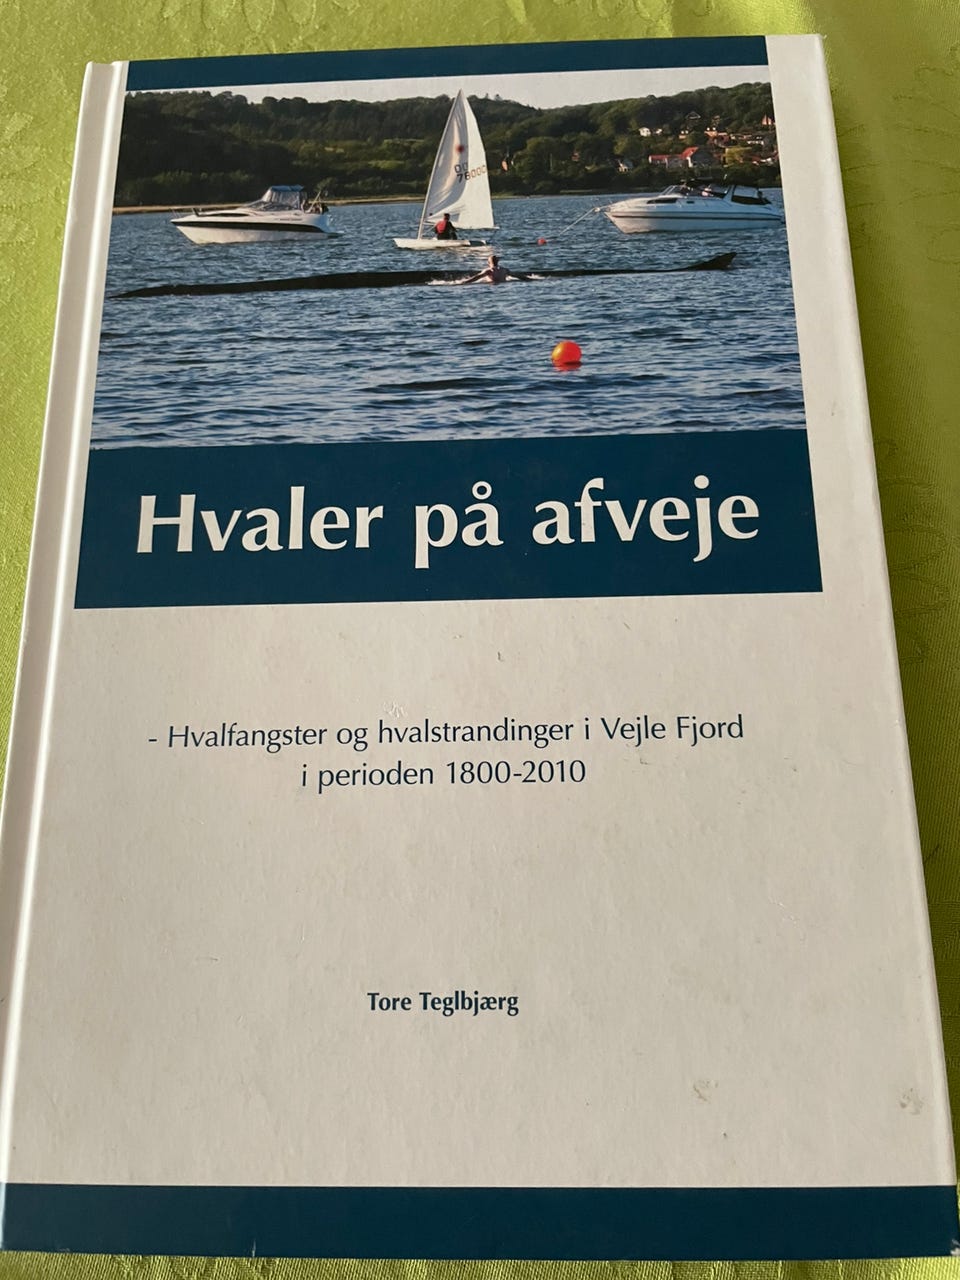 Hvaler på afveje
- Hvalfangster og hvalstrandinger i Vejle Fjord
i perioden 1800-2010
Tore Teglbjærg